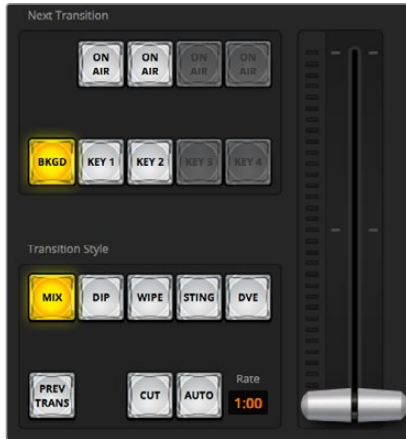 Next Transition
ON AIR ON AIR ON AIR ON AIR
BKGD KEY 1 KEY 2 KEY 3 KEY 4
Transition Style
MIX DIP WIPE STING DVE
PREV TRANS CUT AUTO Rate 1:00